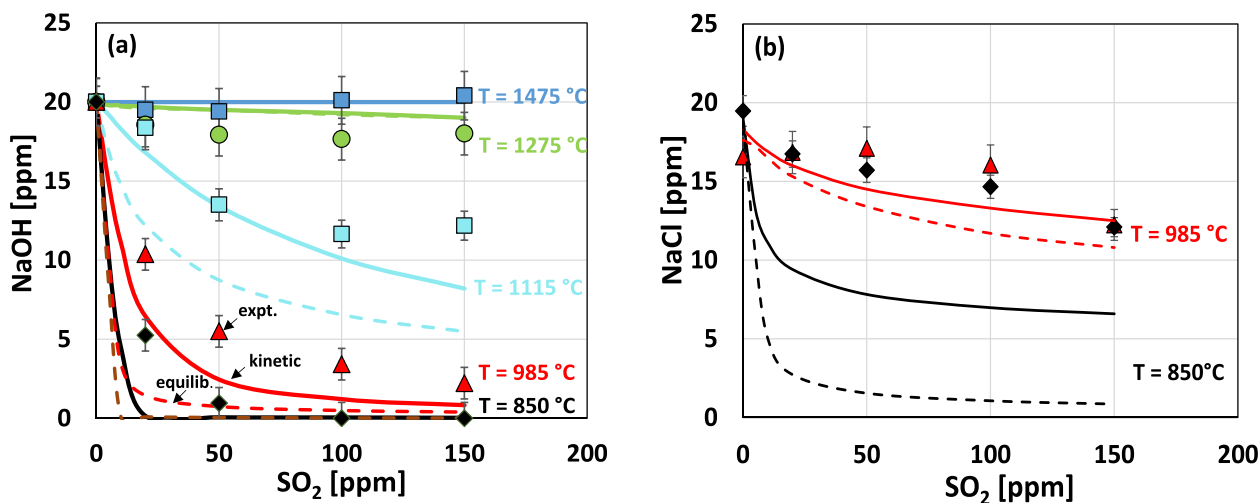 (a)
25
20
15
10
5
0
NaOH [ppm]
T = 1475 °C
T = 1275 °C
T = 1115 °C
expt.
kinetic
equilib.
T = 985 °C
T = 850 °C
0 50 100 150 200
SO2 [ppm]
(b)
25
20
15
10
5
0
NaCl [ppm]
T = 985 °C
T = 850°C
0 50 100 150 200
SO2 [ppm]